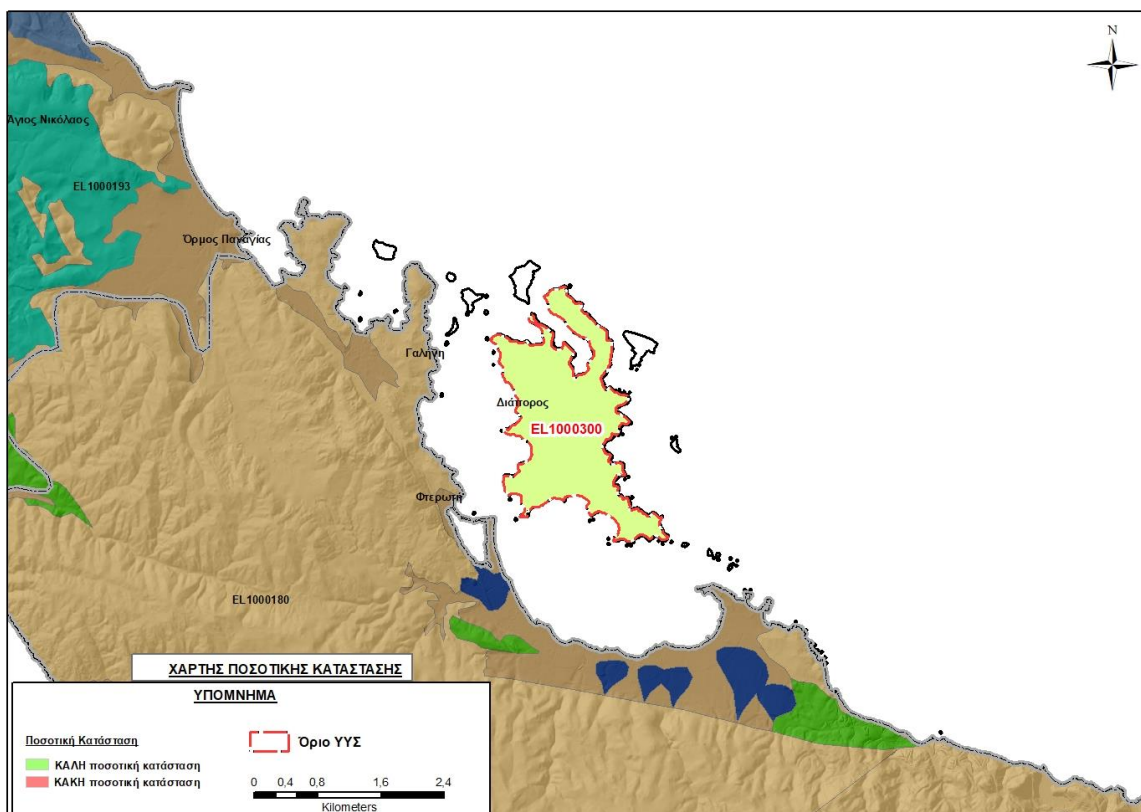 N
Άγιος Νικόλαος
EL1000193
Όρμος Παναγίας
Γαλήνη
Διάπορος
EL1000300
Φτερωτή
EL1000180
ΧΑΡΤΗΣ ΠΟΣΟΤΙΚΗΣ ΚΑΤΑΣΤΑΣΗΣ
ΥΠΟΜΝΗΜΑ
Ποσοτική Κατάσταση
Όριο ΥΥΣ
ΚΑΛΗ ποσοτική κατάσταση
ΚΑΚΗ ποσοτική κατάσταση
0 0,4 0,8 1,6 2,4
Kilometers